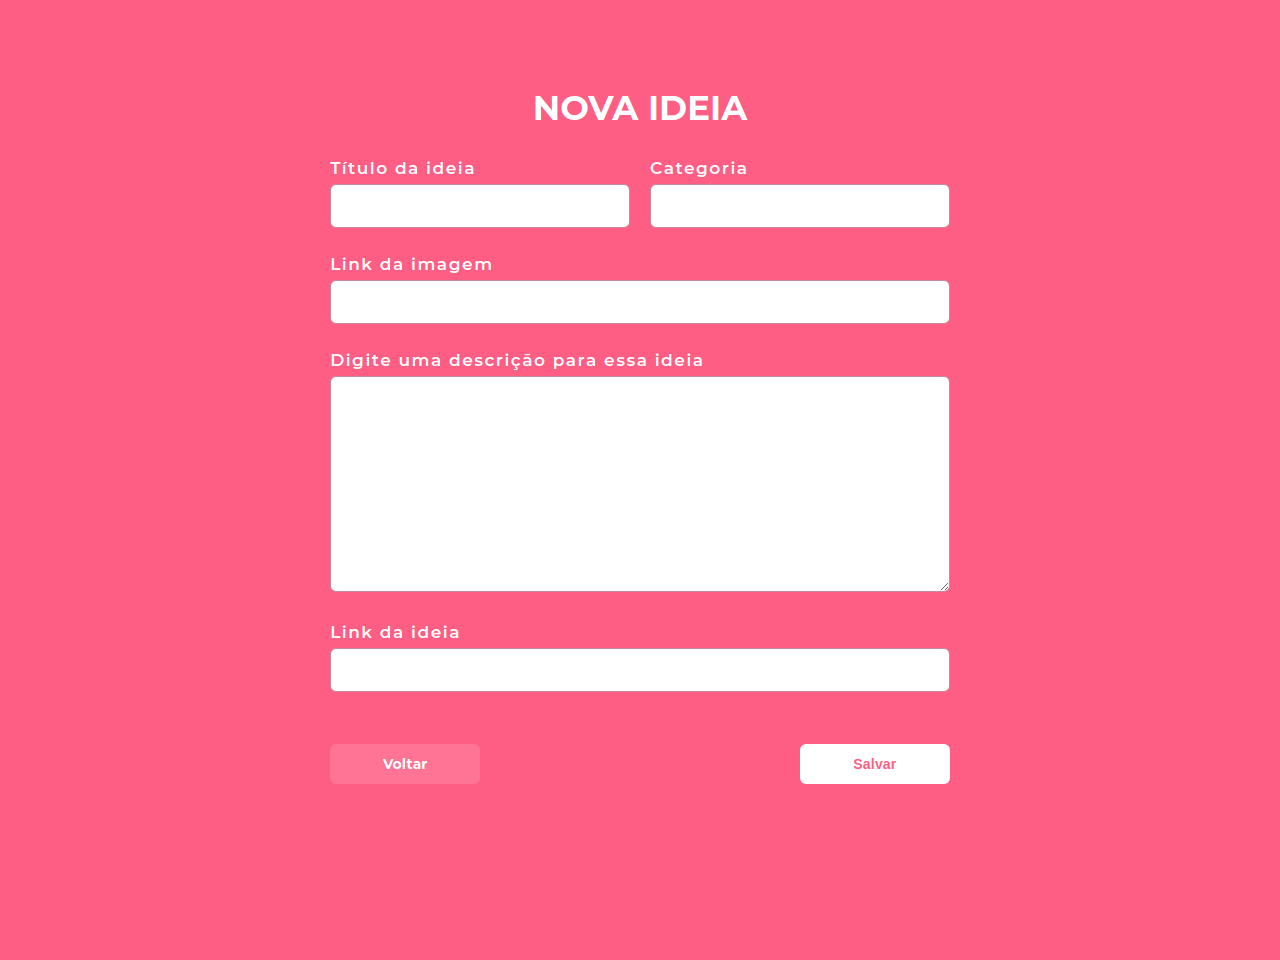 NOVA IDEIA
Título da ideia
Categoria
Link da imagem
Digite uma descrição para essa ideia
Link da ideia
Voltar
Salvar